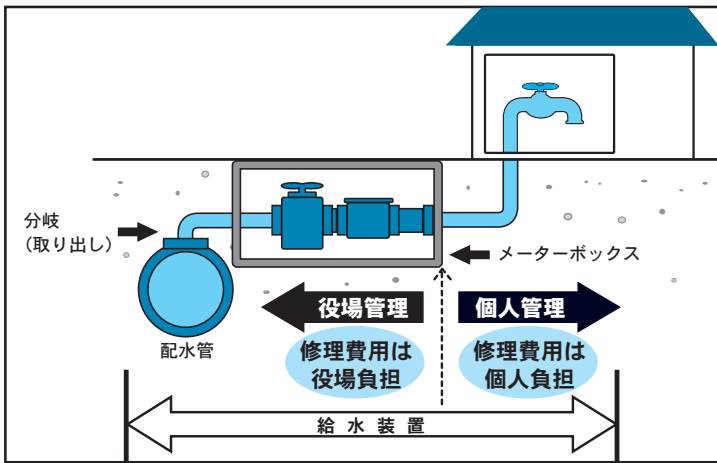 分岐
（取り出し）
メーターボックス
配水管
役場管理
個人管理
修理費用は
役場負担
修理費用は
個人負担
給水装置